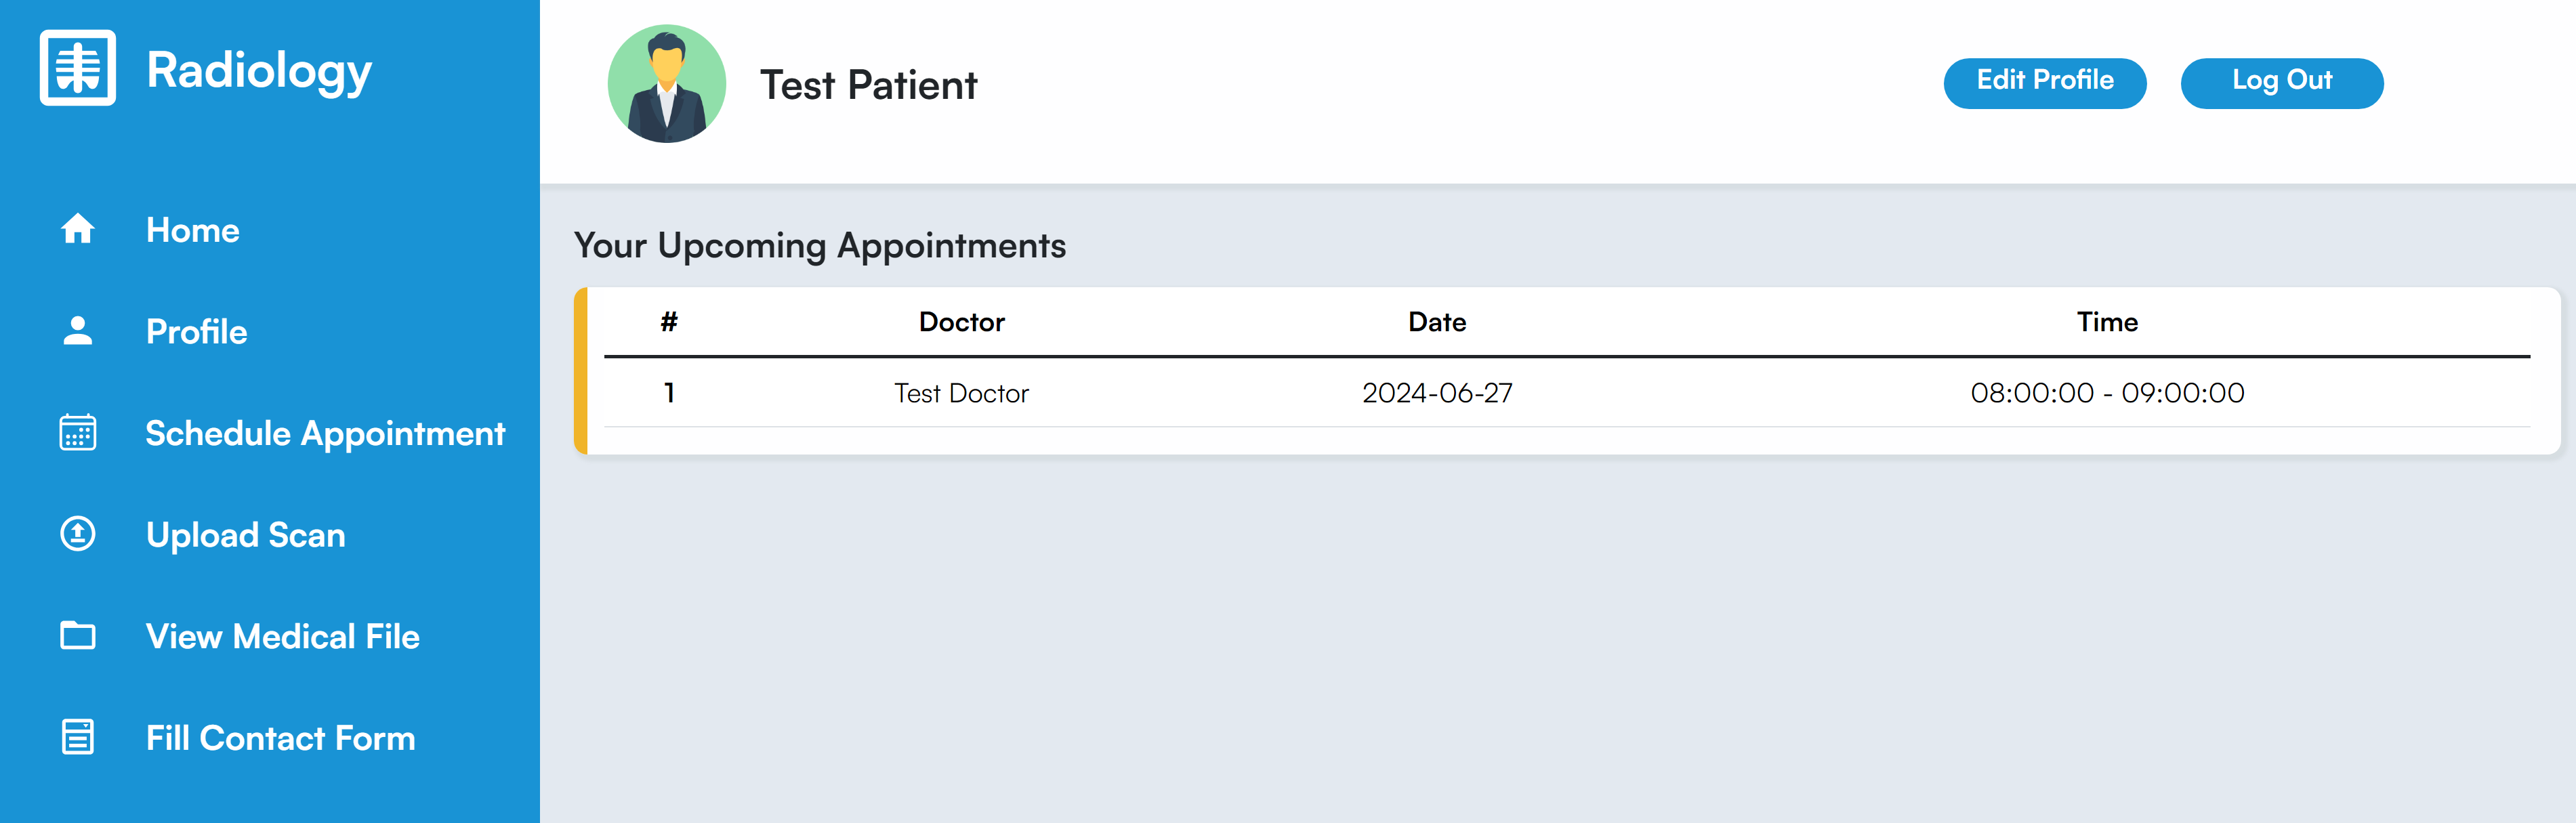 Radiology
Home
Profile
Schedule Appointment
Upload Scan
View Medical File
Fill Contact Form
Test Patient
Edit Profile
Log Out
Your Upcoming Appointments
# Doctor Date Time
1 Test Doctor 2024-06-27 08:00:00 - 09:00:00